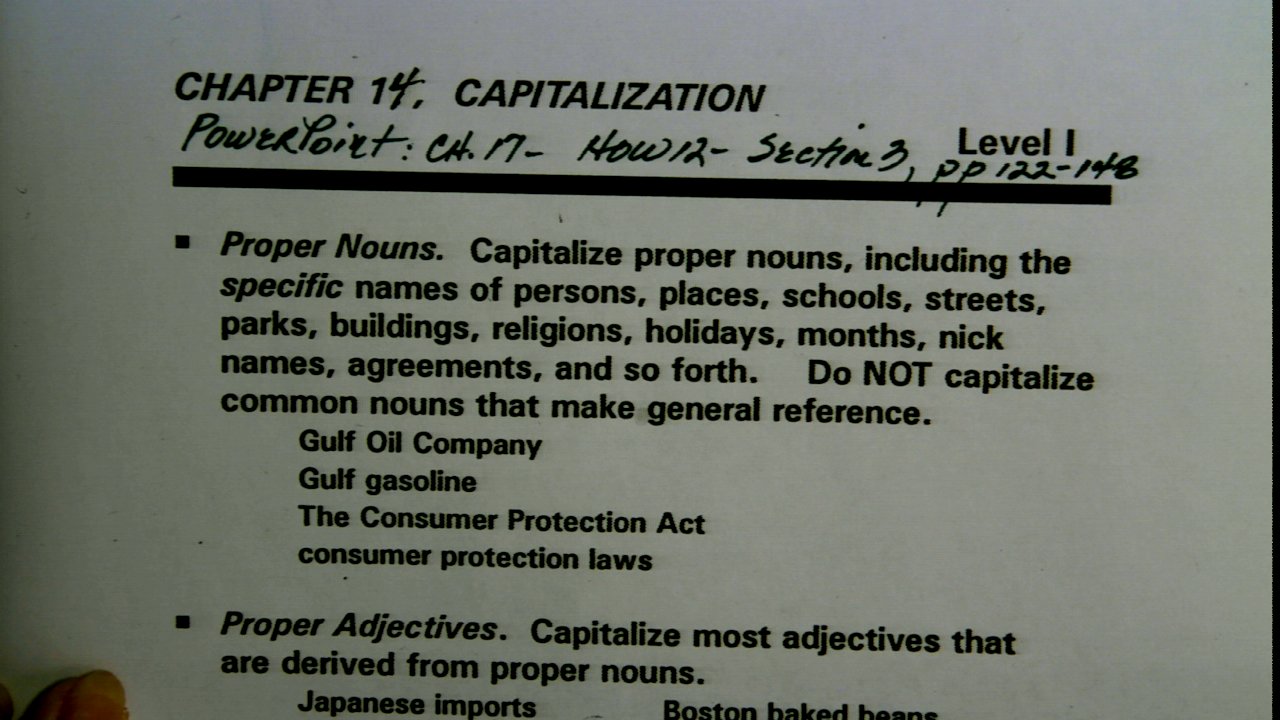 CHAPTER 14. CAPITALIZATION
PowerPoint: CH. 17- HOW12- Section 3, pp 122-148
Level I
▪ Proper Nouns. Capitalize proper nouns, including the
specific names of persons, places, schools, streets,
parks, buildings, religions, holidays, months, nick
names, agreements, and so forth. Do NOT capitalize
common nouns that make general reference.
Gulf Oil Company
Gulf gasoline
The Consumer Protection Act
consumer protection laws
▪ Proper Adjectives. Capitalize most adjectives that
are derived from proper nouns.
Japanese imports Boston baked beans